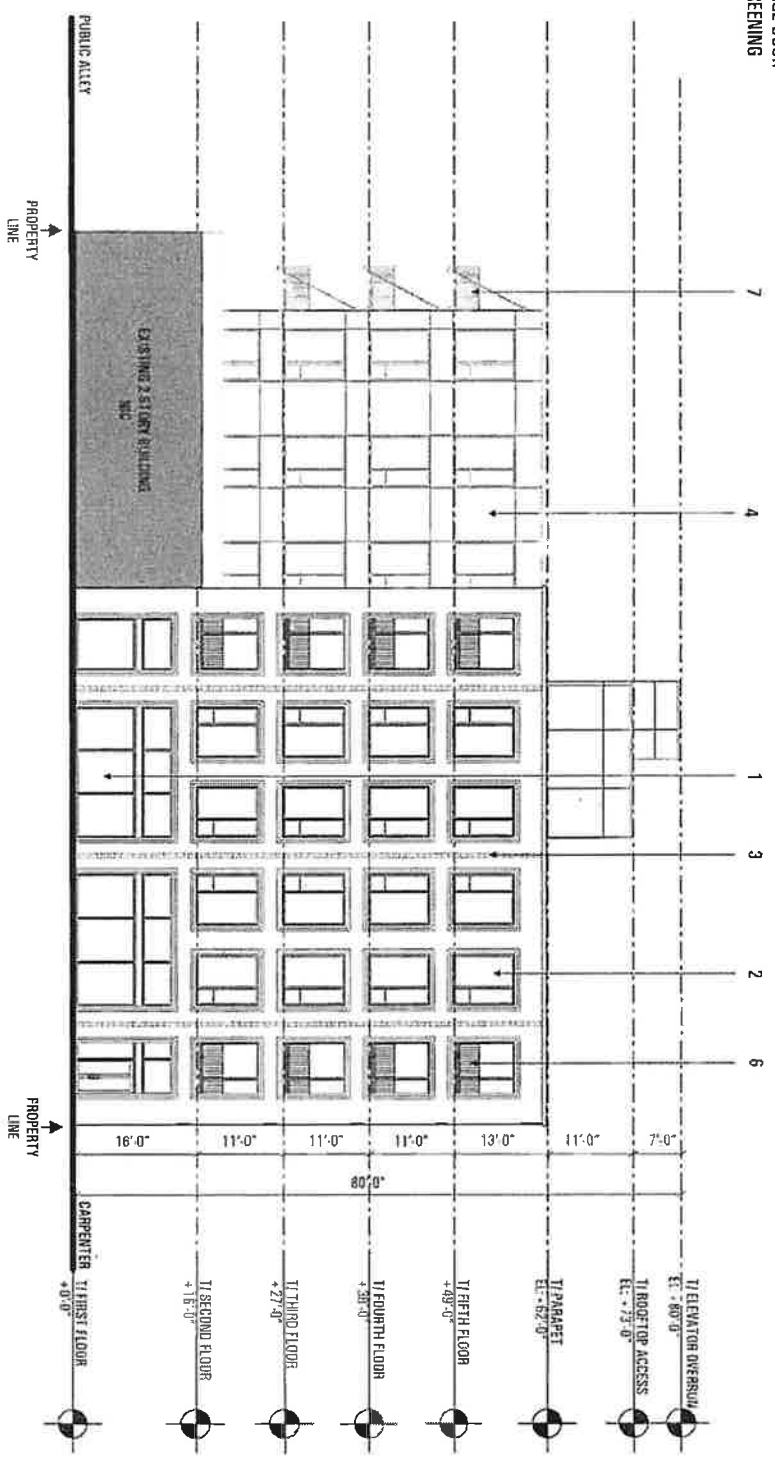 SCREENING
7
4
1
3
2
6
T/ ELEVATOR OVERRUN
EL: +80'-0"
T/ ROOFTOP ACCESS
EL: +73'-0"
T/ PARAPET
EL: +62'-0"
T/ FIFTH FLOOR
+49'-0"
T/ FOURTH FLOOR
+38'-0"
T/ THIRD FLOOR
+27'-0"
T/ SECOND FLOOR
+16'-0"
T/ FIRST FLOOR
+0'-0"
7'-0"
11'-0"
13'-0"
11'-0"
11'-0"
11'-0"
16'-0"
80'-0"
EXISTING 2 STORY BUILDING
NIC
PUBLIC ALLEY
PROPERTY
LINE
PROPERTY
LINE
CARPENTER